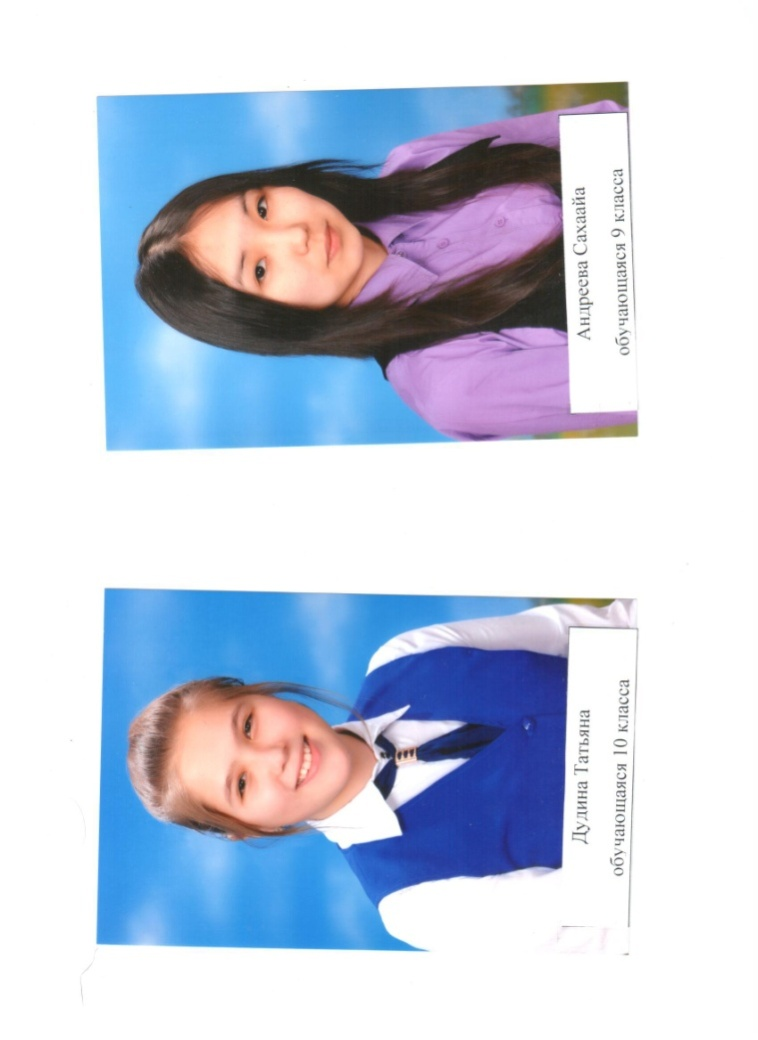 Дудина Татьяна
обучающаяся 10 класса
Андреева Сахаайа
обучающаяся 9 класса